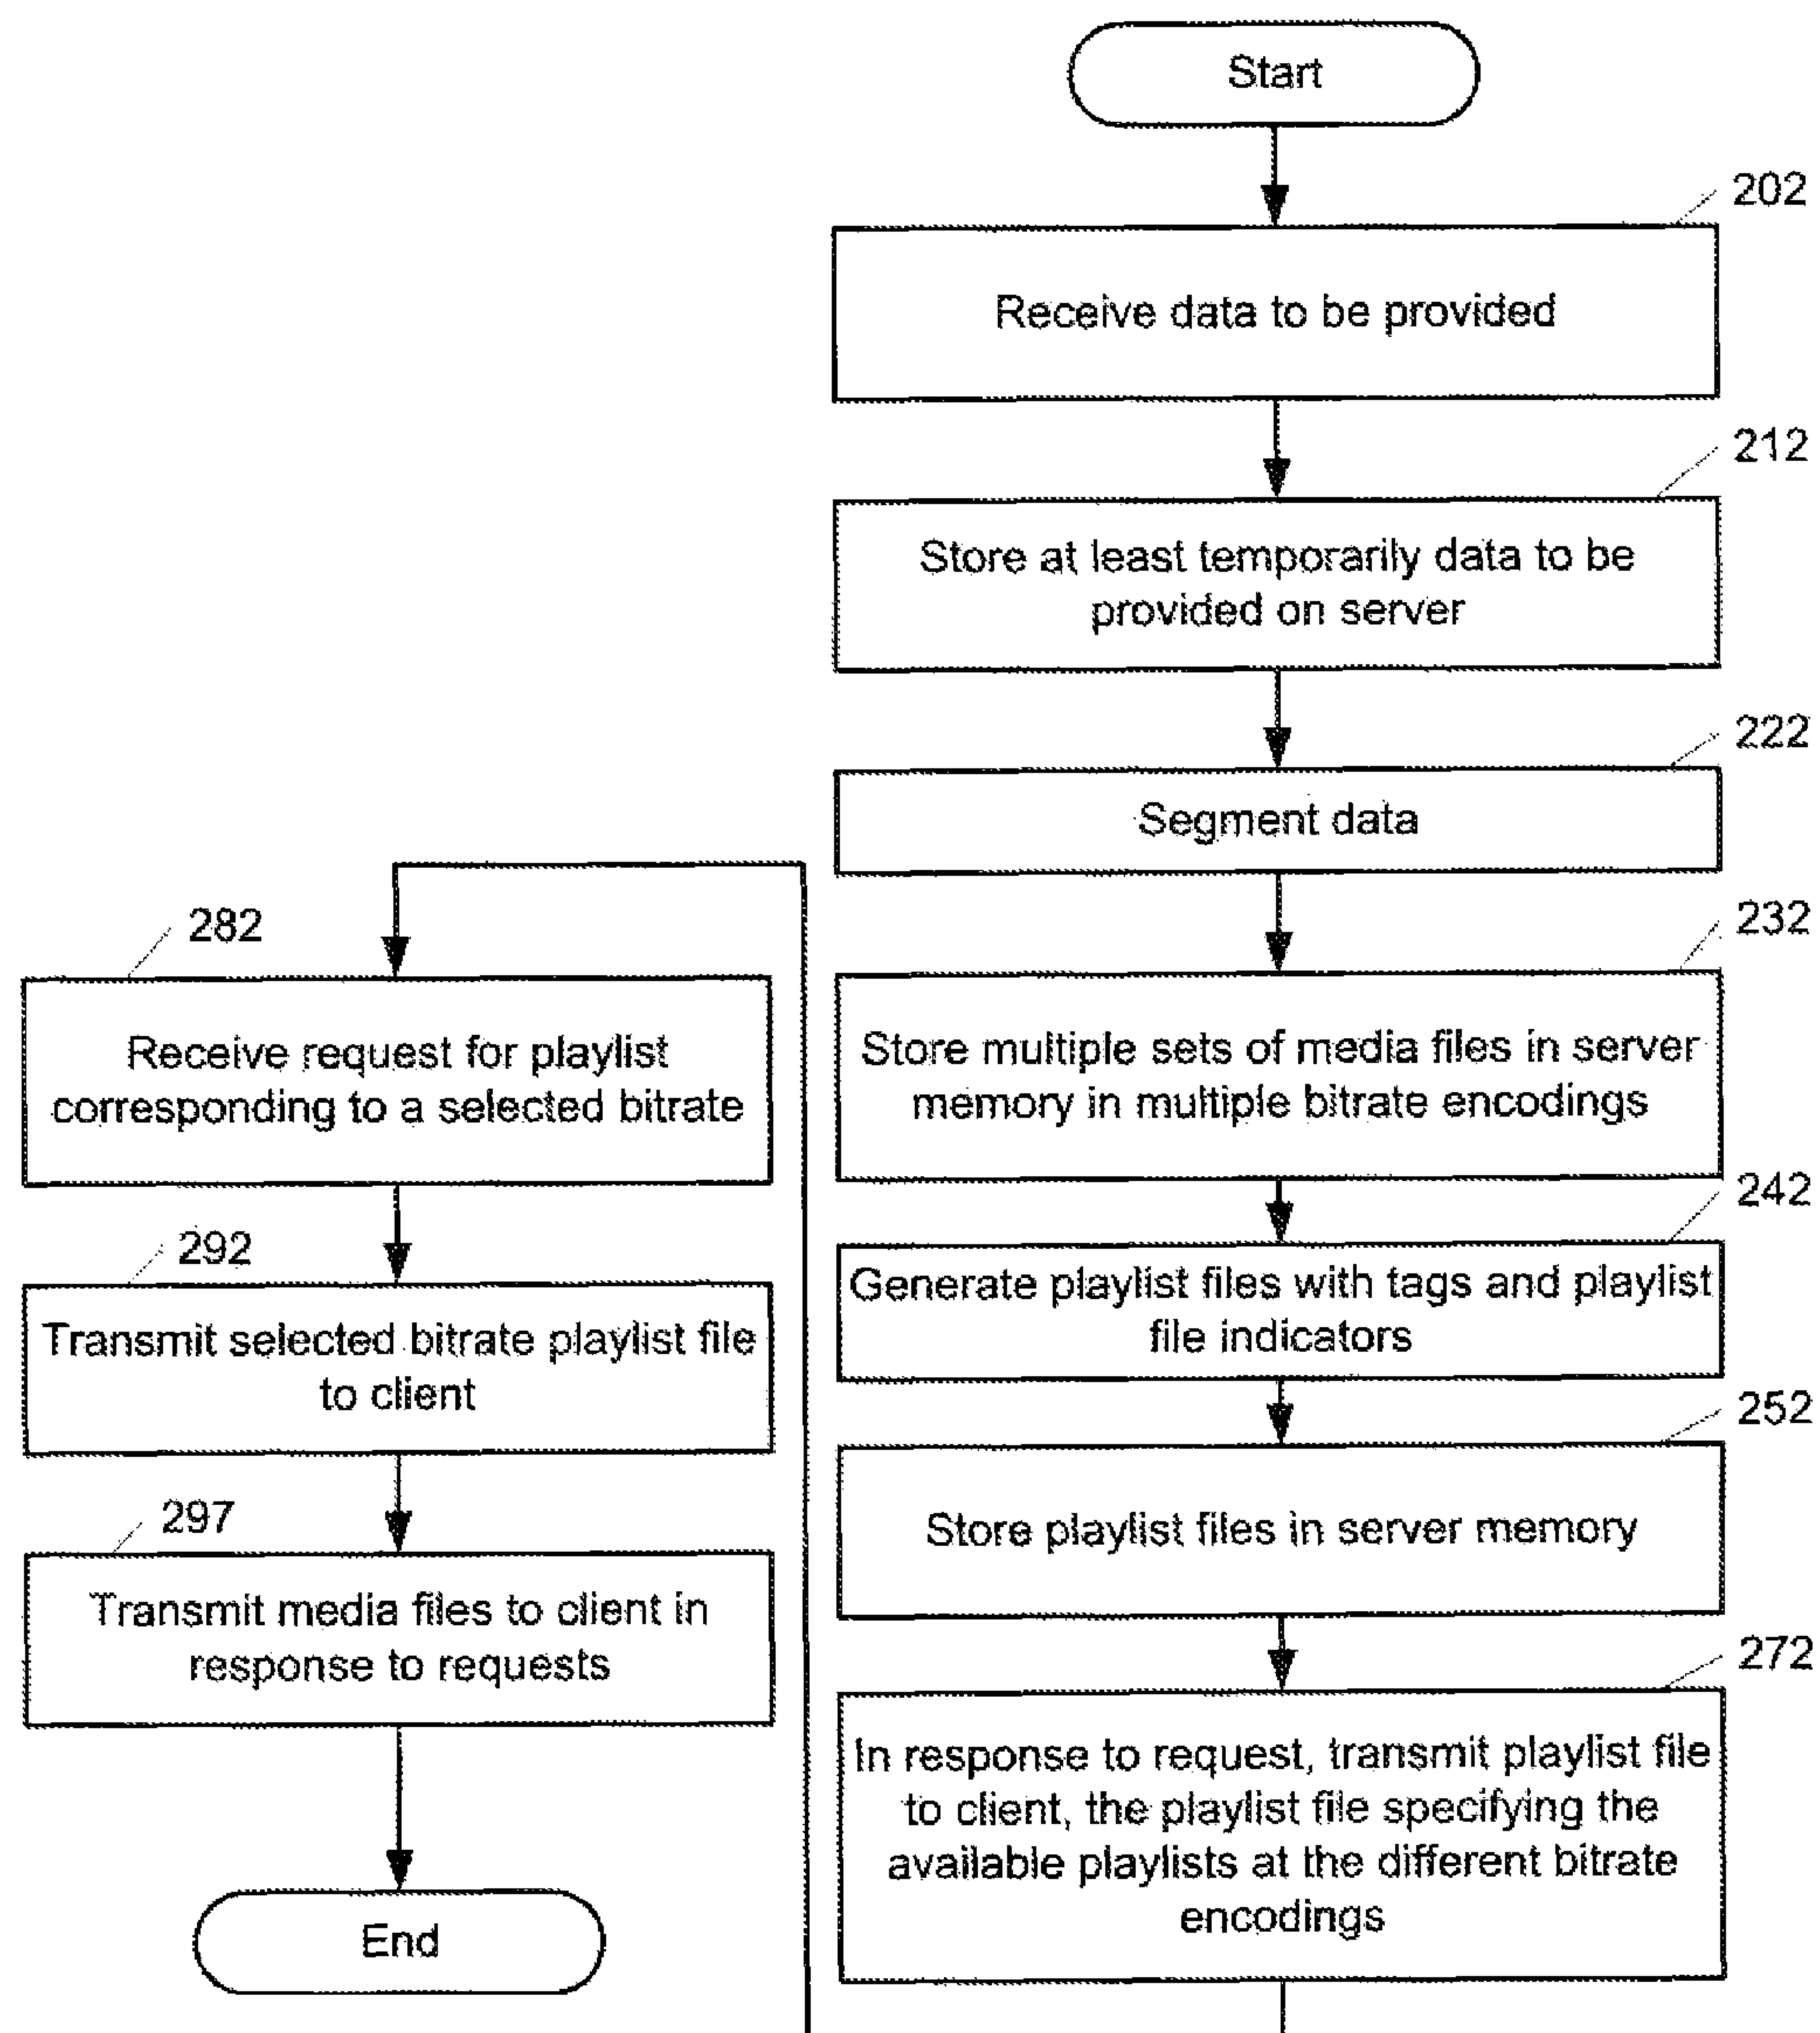 Start
202
Receive data to be provided
212
Store at least temporarily data to be
provided on server
222
Segment data
232
Store multiple sets of media files in server
memory in multiple bitrate encodings
242
Generate playlist files with tags and playlist
file indicators
252
Store playlist files in server memory
272
In response to request, transmit playlist file
to client, the playlist file specifying the
available playlists at the different bitrate
encodings
282
Receive request for playlist
corresponding to a selected bitrate
292
Transmit selected bitrate playlist file
to client
297
Transmit media files to client in
response to requests
End